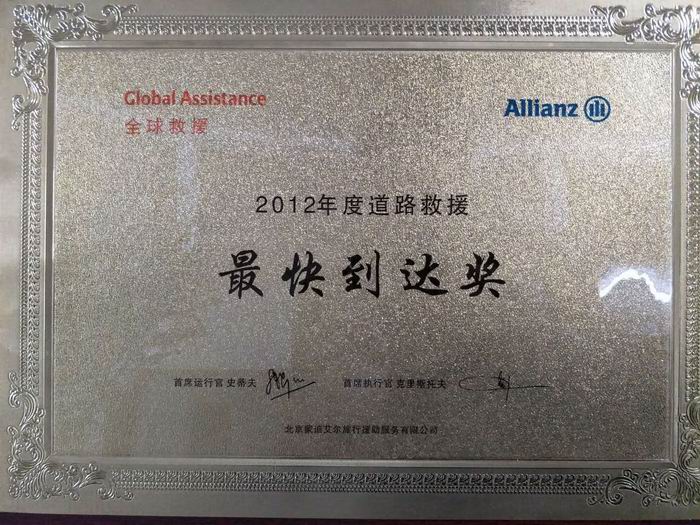 Global Assistance
全球救援
Allianz
2012年度道路救援
最快到达奖
首席运行官 史蒂夫
首席执行官 克里斯托夫
北京蒙迪艾尔旅行援助服务有限公司